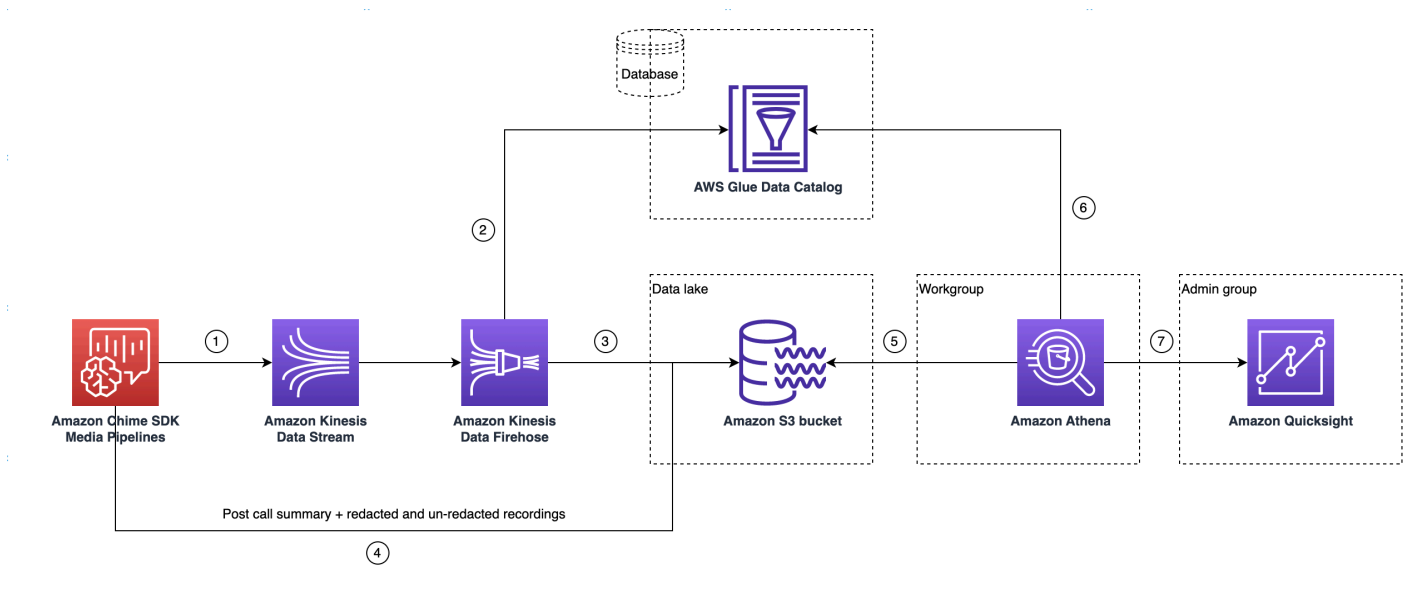 Database
AWS Glue Data Catalog
2
6
Data lake
Workgroup
Admin group
1
3
5
7
Amazon Chime SDK
Media Pipelines
Amazon Kinesis
Data Stream
Amazon Kinesis
Data Firehose
Amazon S3 bucket
Amazon Athena
Amazon Quicksight
Post call summary + redacted and un-redacted recordings
4